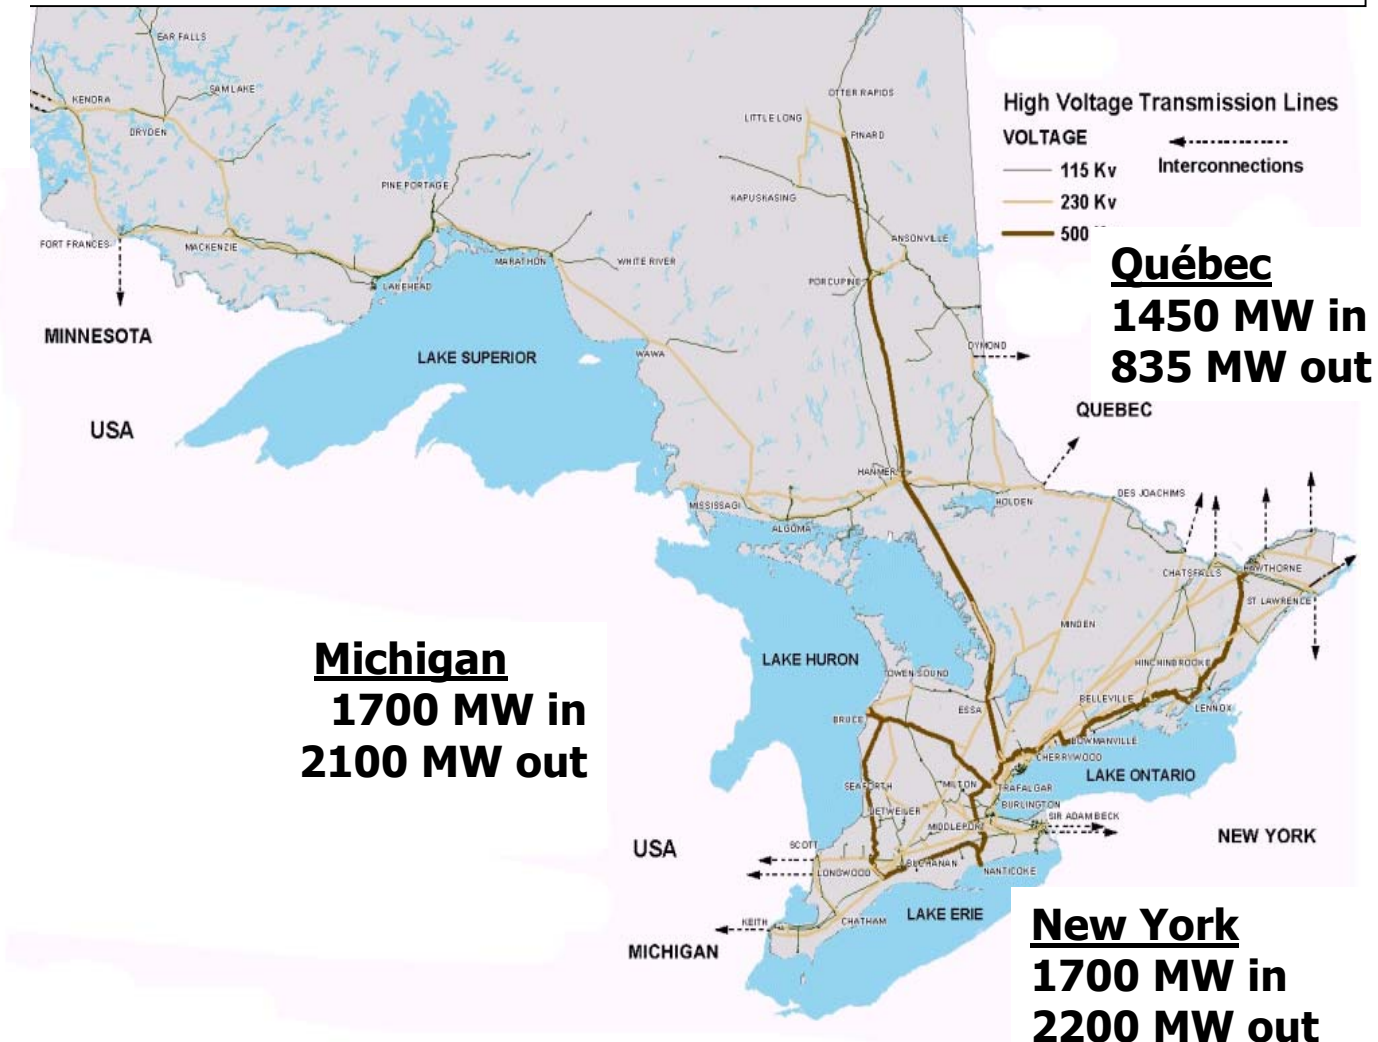 EAR FALLS
SAM LAKE
KENORA
DRYDEN
OTTER RAPIDS
LITTLE LONG
PINARD
High Voltage Transmission Lines
VOLTAGE
115 Kv
Interconnections
230 Kv
500
PINE PORTAGE
KAPUSKASING
FORT FRANCES
MACKENZIE
MARATHON
WHITE RIVER
ANSONVILLE
LAKEHEAD
PORCUPINE
Québec
1450 MW in
835 MW out
MINNESOTA
LAKE SUPERIOR
WAWA
DYMOND
USA
QUEBEC
HANMER
HOLDEN
DES JOACHIMS
MISSISSAGI
ALGOMA
CHATSFALLS
HAWTHORNE
ST LAWRENCE
MINDEN
Michigan
1700 MW in
2100 MW out
LAKE HURON
OWEN SOUND
HINCHINBROOKE
BELLEVILLE
LENNOX
ESSA
BRUCE
BOWMANVILLE
CHERRYWOOD
LAKE ONTARIO
SEAFORTH
MILTON
TRAFALGAR
BURLINGTON
DETWEILER
MIDDLEPORT
SIR ADAM BECK
NEW YORK
USA
SCOTT
LONGWOOD
BUCHANAN
NANTICOKE
KEITH
CHATHAM
LAKE ERIE
MICHIGAN
New York
1700 MW in
2200 MW out